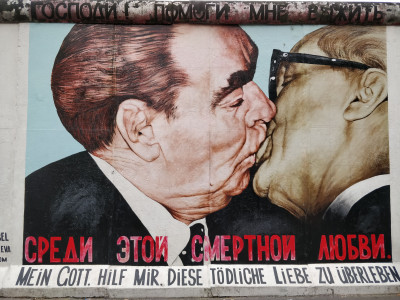 ГОСПОДИ! ПОМОГИ МНЕ ВЫЖИТЬ
СРЕДИ ЭТОЙ СМЕРТНОЙ ЛЮБВИ.
MEIN GOTT. HILF MIR. DIESE TÖDLICHE LIEBE ZU ÜBERLEBEN